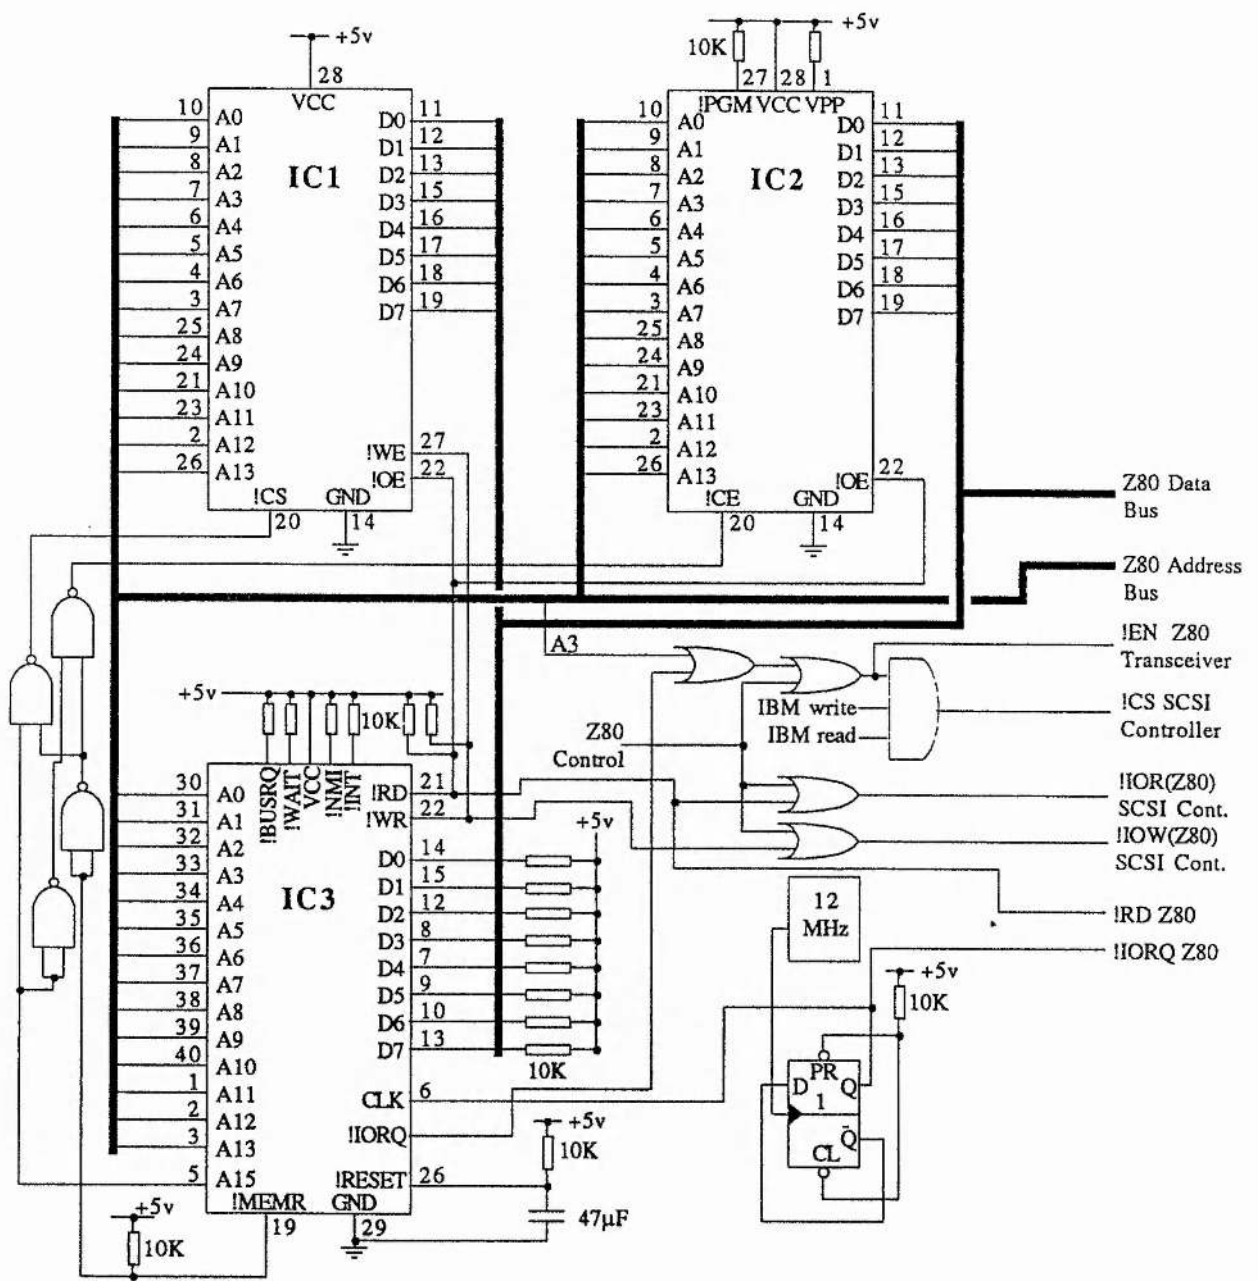 +5v
28
VCC
IC1
10 A0
9 A1
8 A2
7 A3
6 A4
5 A5
4 A6
3 A7
25 A8
24 A9
21 A10
23 A11
2 A12
26 A13
D0 11
D1 12
D2 13
D3 15
D4 16
D5 17
D6 18
D7 19
!WE 27
!OE 22
!CS GND
20 14
+5v
10K
27 28 1
!PGM VCC VPP
IC2
10 A0
9 A1
8 A2
7 A3
6 A4
5 A5
4 A6
3 A7
25 A8
24 A9
21 A10
23 A11
2 A12
26 A13
D0 11
D1 12
D2 13
D3 15
D4 16
D5 17
D6 18
D7 19
!OE 22
!CE GND
20 14
Z80 Data
Bus
Z80 Address
Bus
!EN Z80
Transceiver
!CS SCSI
Controller
!IOR(Z80)
SCSI Cont.
!IOW(Z80)
SCSI Cont.
!RD Z80
!IORQ Z80
A3
IBM write
IBM read
Z80
Control
+5v
10K
!BUSRQ
!WAIT
VCC
!NMI
!INT
IC3
30 A0
31 A1
32 A2
33 A3
34 A4
35 A5
36 A6
37 A7
38 A8
39 A9
40 A10
1 A11
2 A12
3 A13
5 A15
!RD 21
!WR 22
D0 14
D1 15
D2 12
D3 8
D4 7
D5 9
D6 10
D7 13
CLK 6
!IORQ
!RESET 26
!MEMR GND
19 29
+5v
10K
+5v
10K
+5v
10K
47µF
12
MHz
+5v
10K
PR
D Q
1
Q̄
CL